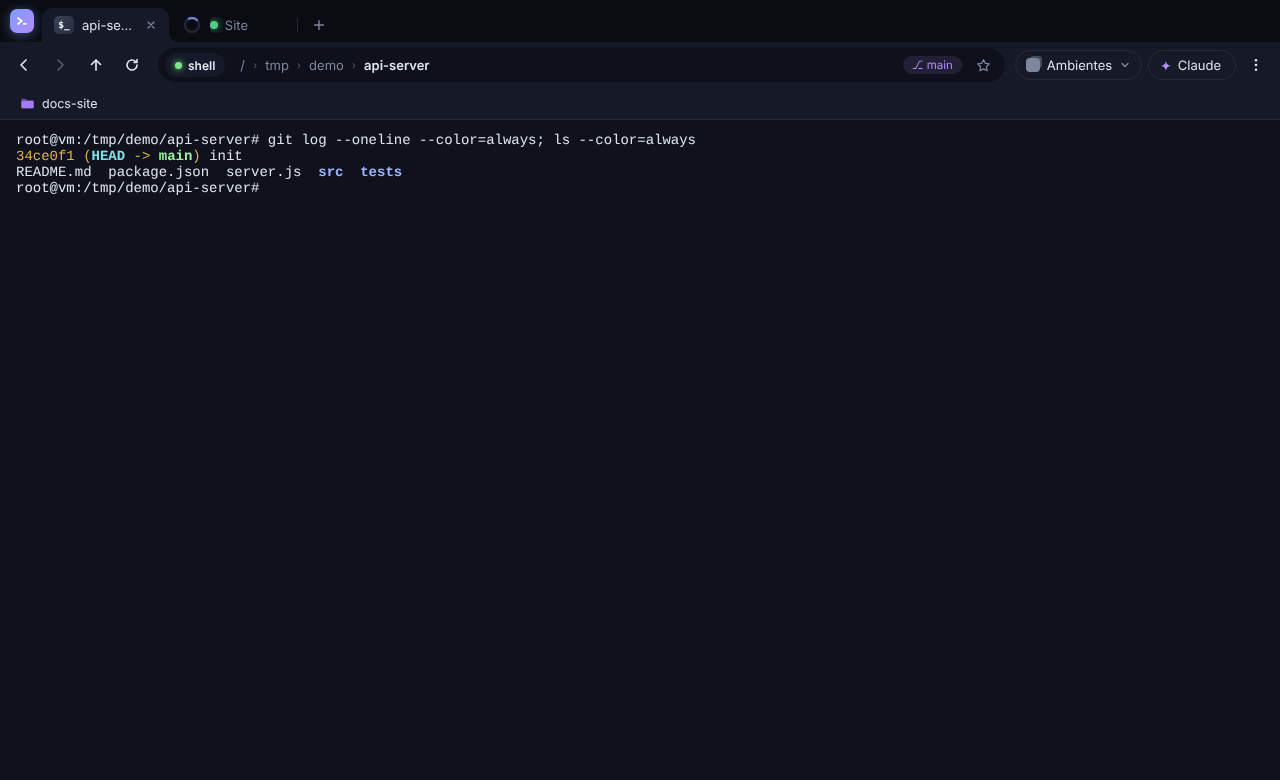 $_ api-se...
Site
shell / › tmp › demo › api-server
main
Ambientes
Claude
docs-site
root@vm:/tmp/demo/api-server# git log --oneline --color=always; ls --color=always
34ce0f1 (HEAD -> main) init
README.md package.json server.js src tests
root@vm:/tmp/demo/api-server#